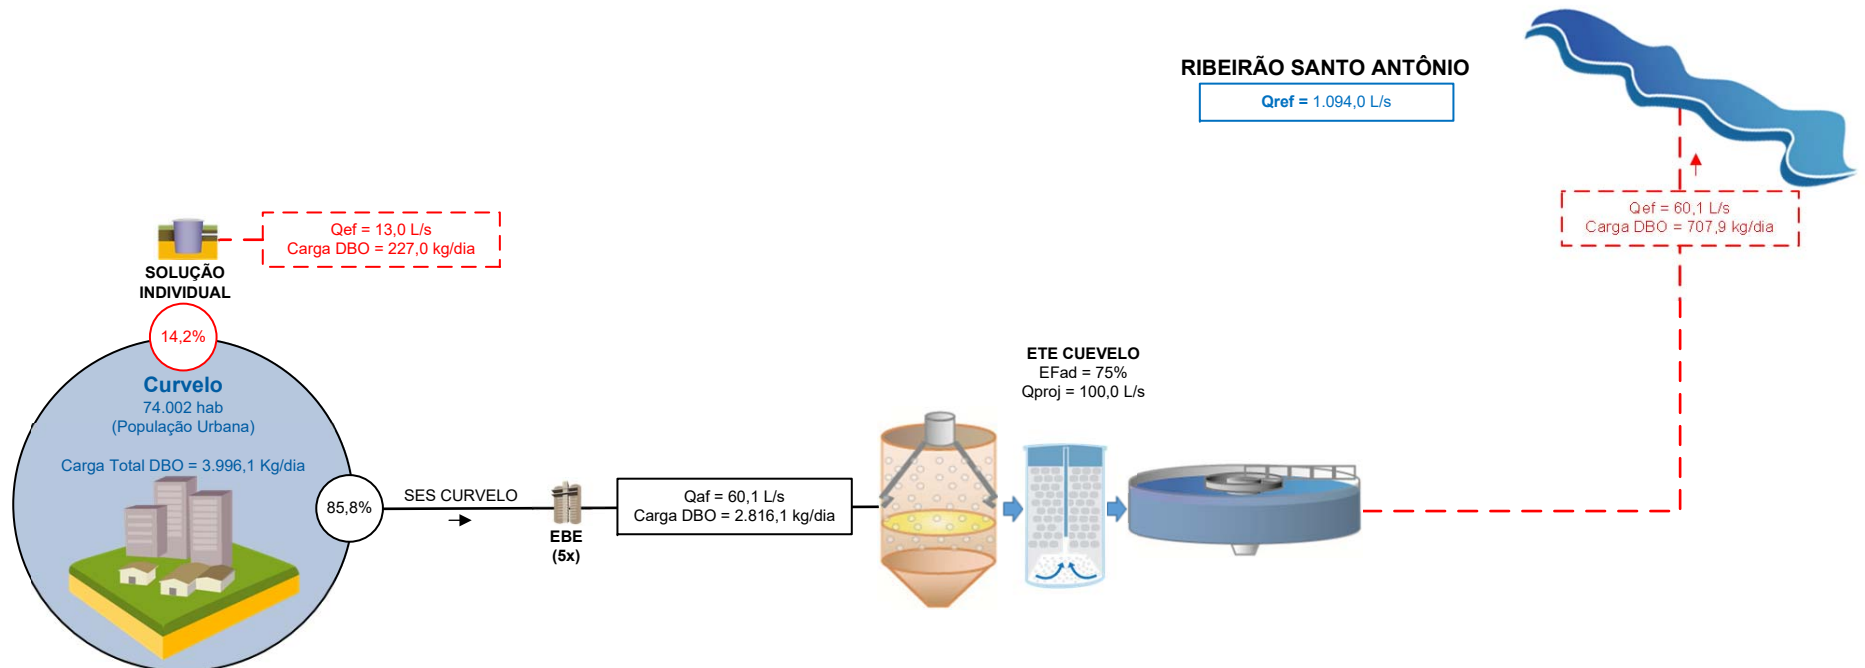 RIBEIRÃO SANTO ANTÔNIO
Qref = 1.094,0 L/s
Qef = 60,1 L/s
Carga DBO = 707,9 kg/dia
Qef = 13,0 L/s
Carga DBO = 227,0 kg/dia
SOLUÇÃO
INDIVIDUAL
14,2%
Curvelo
74.002 hab
(População Urbana)
Carga Total DBO = 3.996,1 Kg/dia
85,8%
SES CURVELO
EBE
(5x)
Qaf = 60,1 L/s
Carga DBO = 2.816,1 kg/dia
ETE CUEVELO
EFad = 75%
Qproj = 100,0 L/s